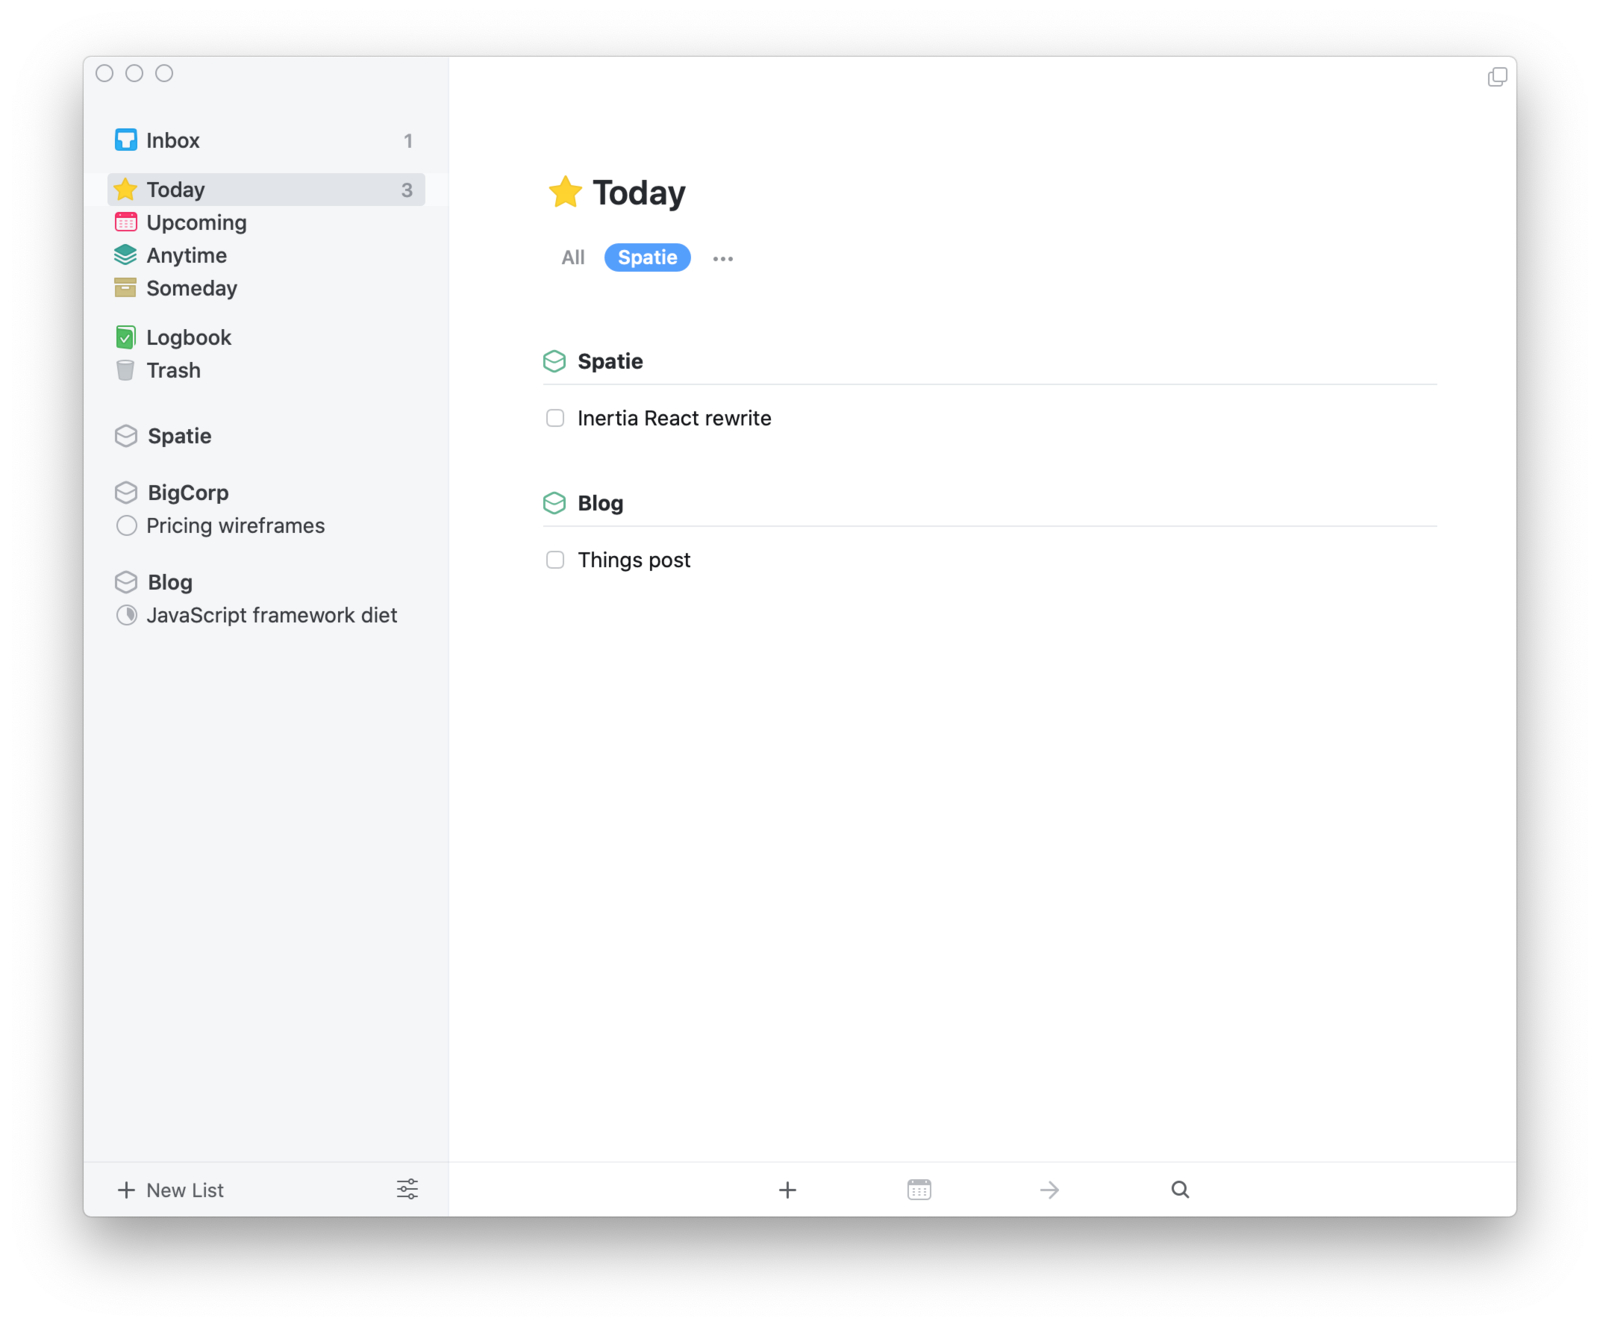 Inbox 1
Today 3
Upcoming
Anytime
Someday
Logbook
Trash
Spatie
BigCorp
Pricing wireframes
Blog
JavaScript framework diet
New List
Today
All Spatie
Spatie
Inertia React rewrite
Blog
Things post